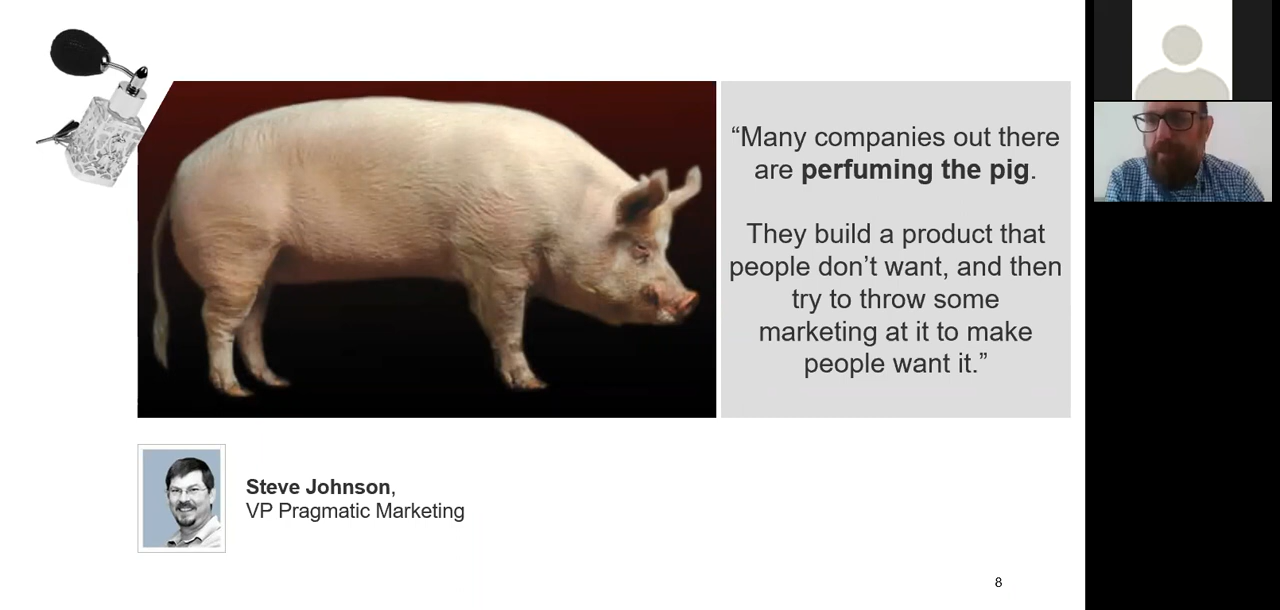 “Many companies out there
are perfuming the pig.
They build a product that
people don’t want, and then
try to throw some
marketing at it to make
people want it.”
Steve Johnson,
VP Pragmatic Marketing
8